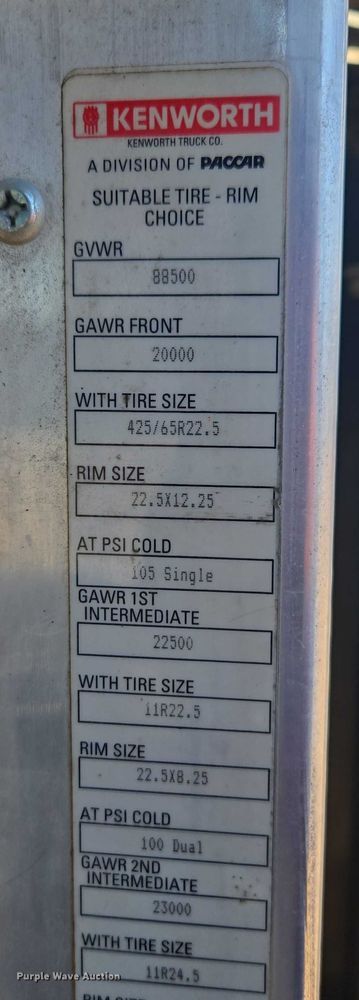 KENWORTH
KENWORTH TRUCK CO.
A DIVISION OF PACCAR
SUITABLE TIRE - RIM
CHOICE
GVWR
88500
GAWR FRONT
20000
WITH TIRE SIZE
425/65R22.5
RIM SIZE
22.5X12.25
AT PSI COLD
105 Single
GAWR 1ST
INTERMEDIATE
22500
WITH TIRE SIZE
11R22.5
RIM SIZE
22.5X8.25
AT PSI COLD
100 Dual
GAWR 2ND
INTERMEDIATE
23000
WITH TIRE SIZE
11R24.5
RIM SIZE
Purple Wave Auction